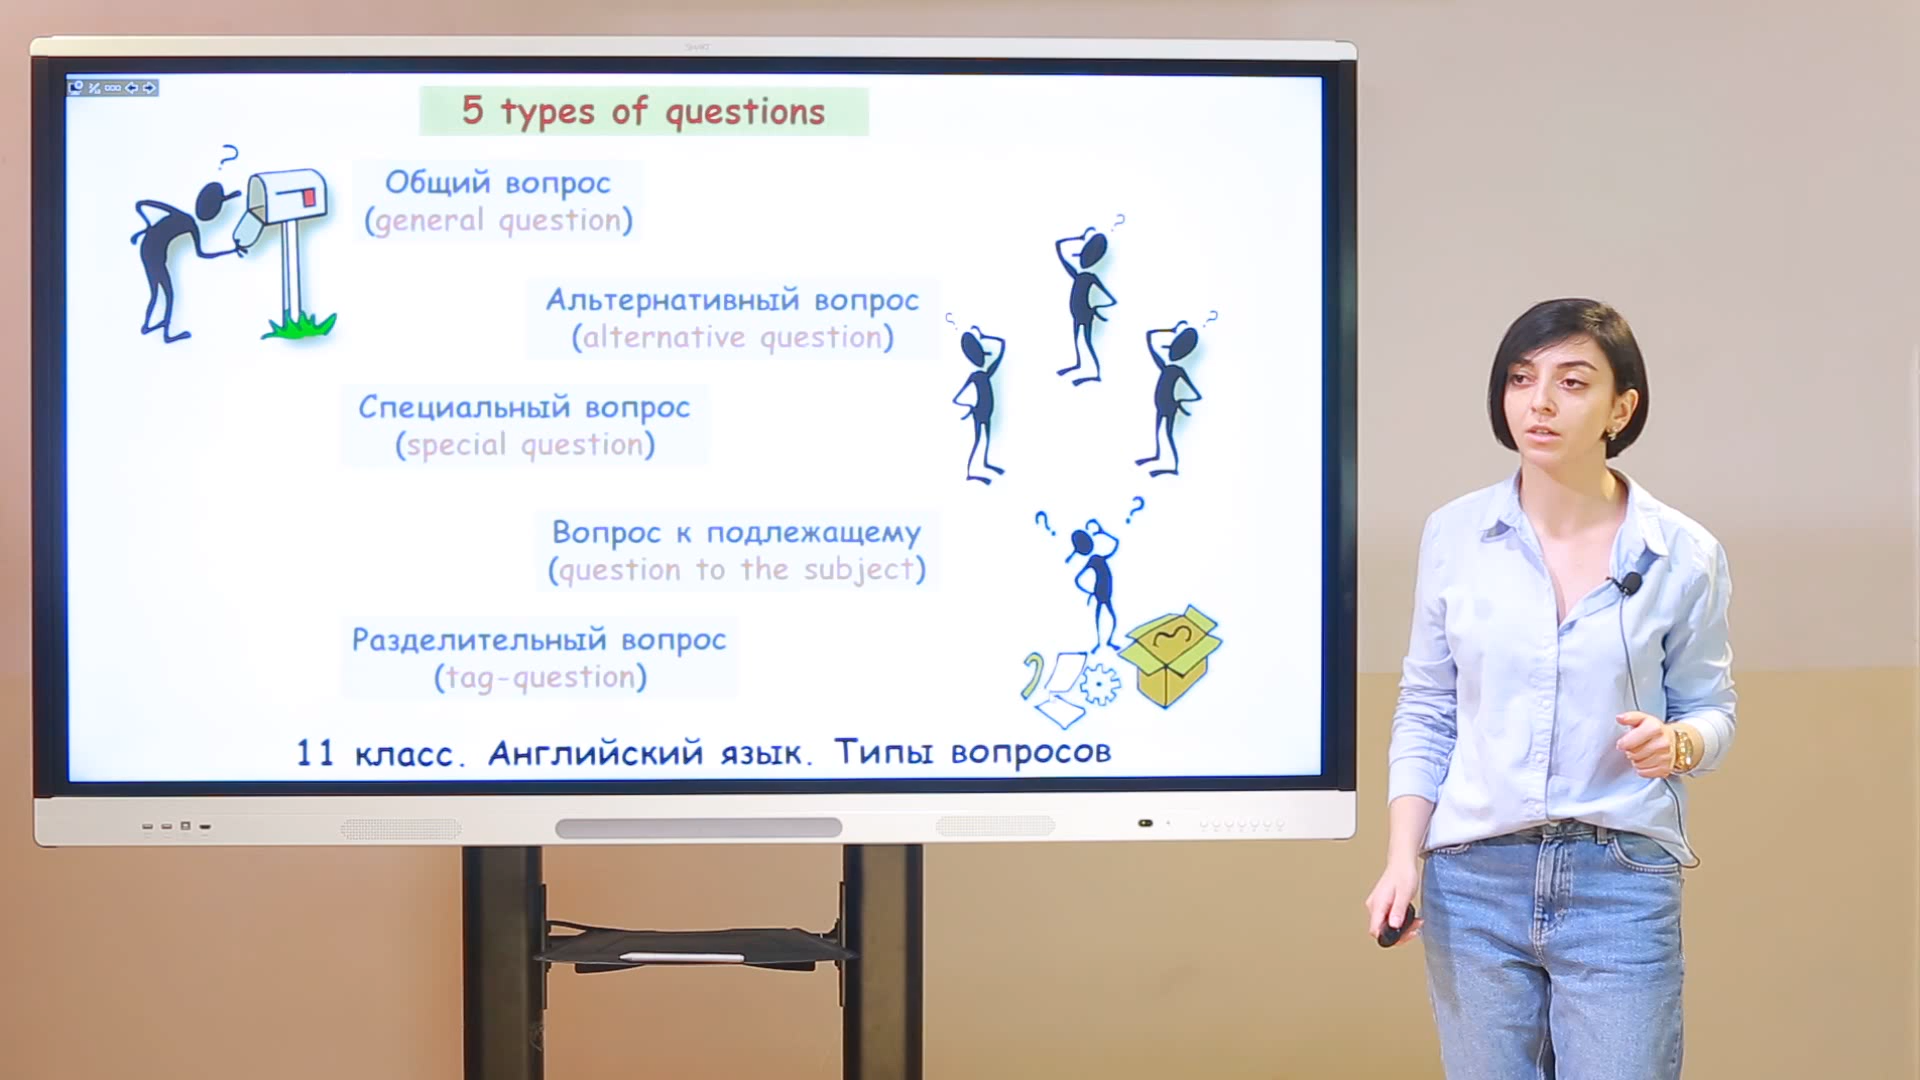 SMART
5 types of questions
Общий вопрос
(general question)
Альтернативный вопрос
(alternative question)
Специальный вопрос
(special question)
Вопрос к подлежащему
(question to the subject)
Разделительный вопрос
(tag-question)
11 класс. Английский язык. Типы вопросов